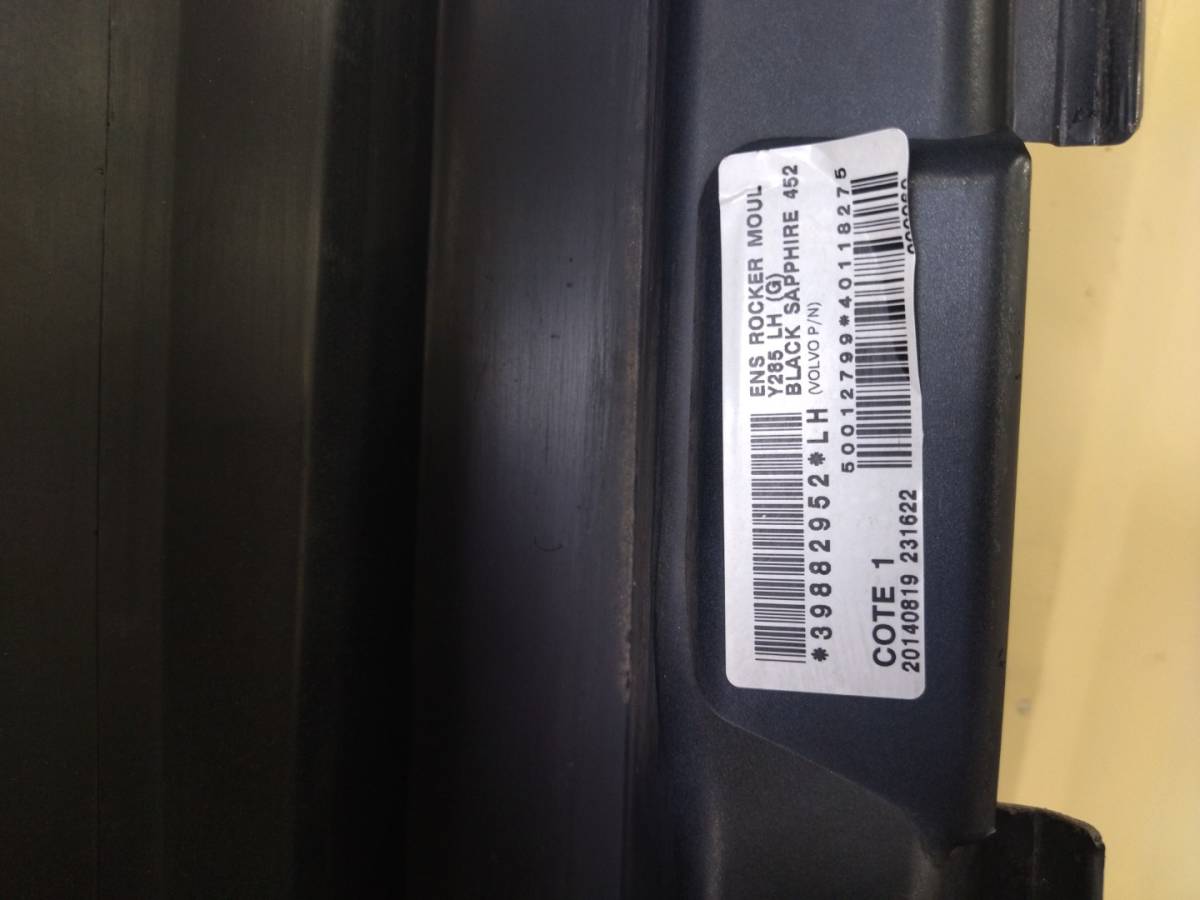 ENS ROCKER MOUL
Y285 LH (G)
BLACK SAPPHIRE 452
*39882952*LH
(VOLVO P/N)
50012799*40118275
COTE 1
20140819 231622